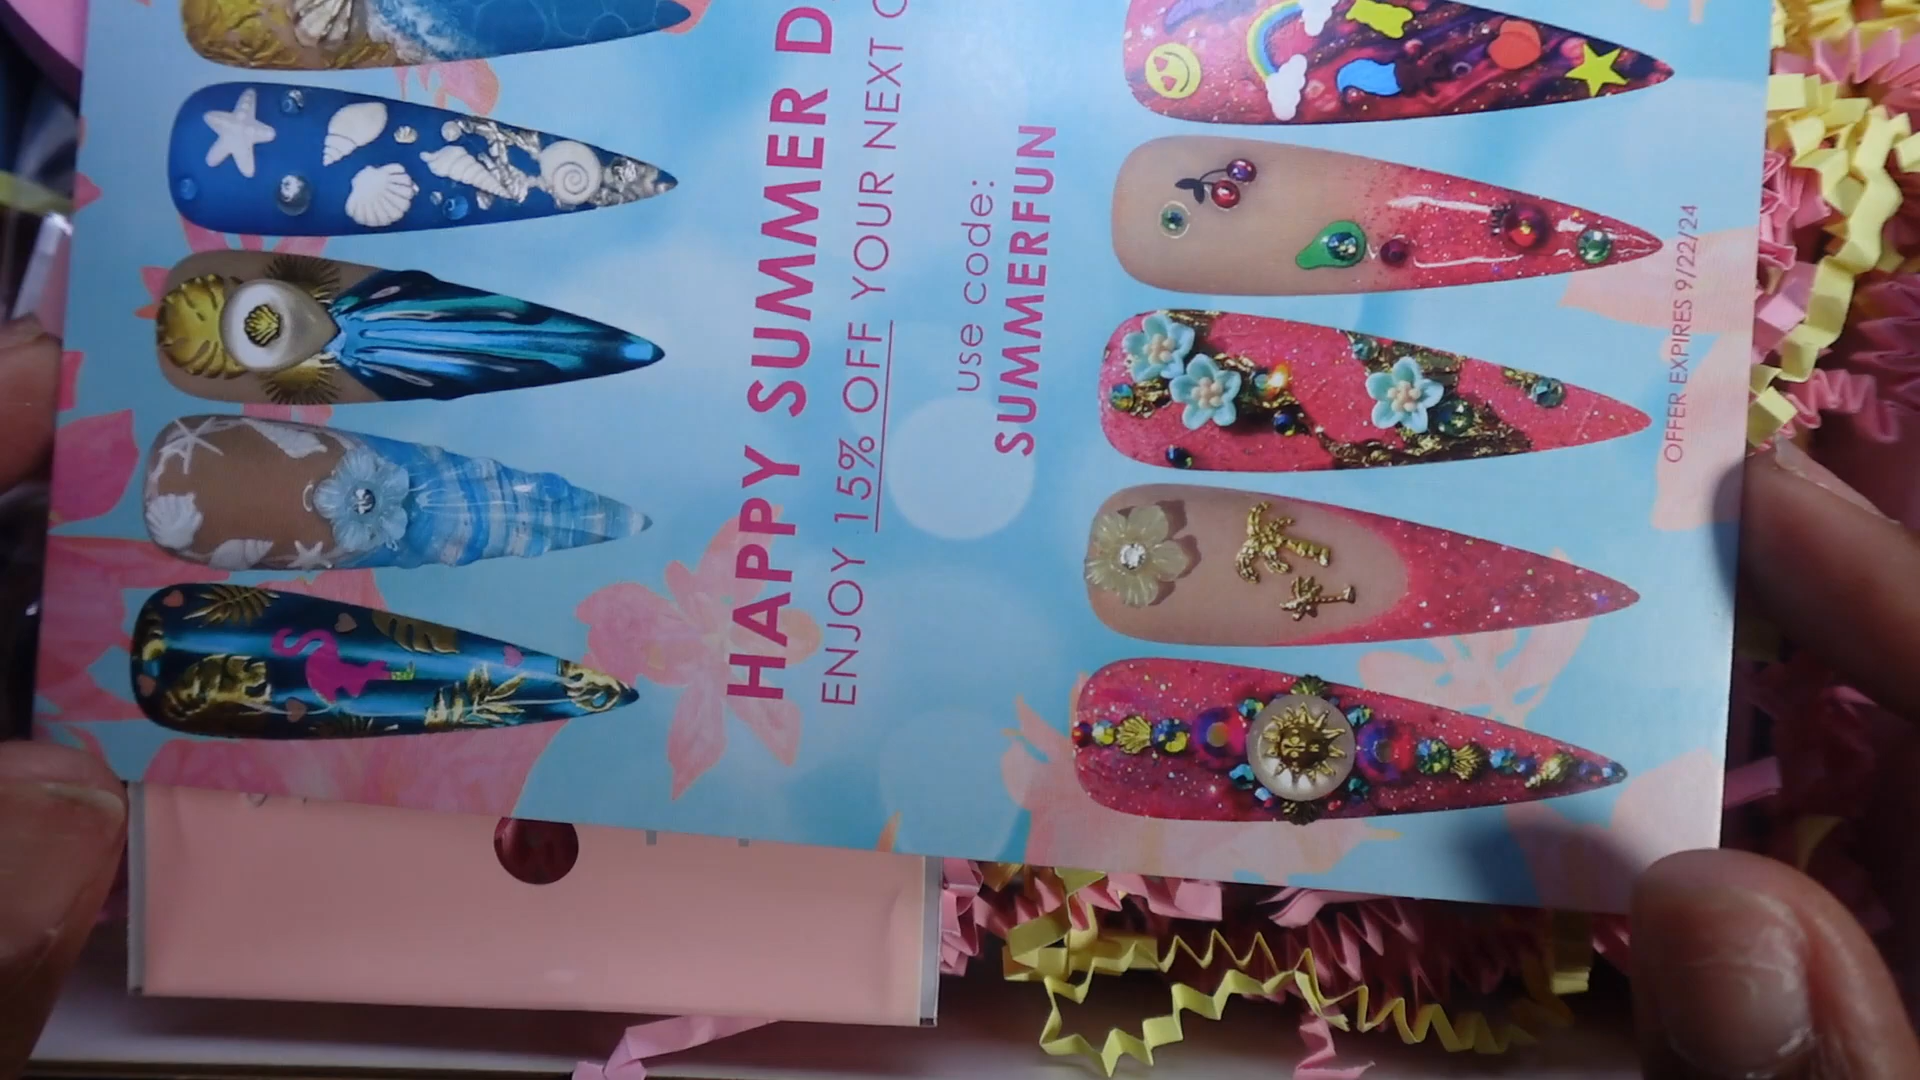 HAPPY SUMMER
ENJOY 15% OFF YOUR NEXT
use code:
SUMMERFUN
OFFER EXPIRES 9/22/24